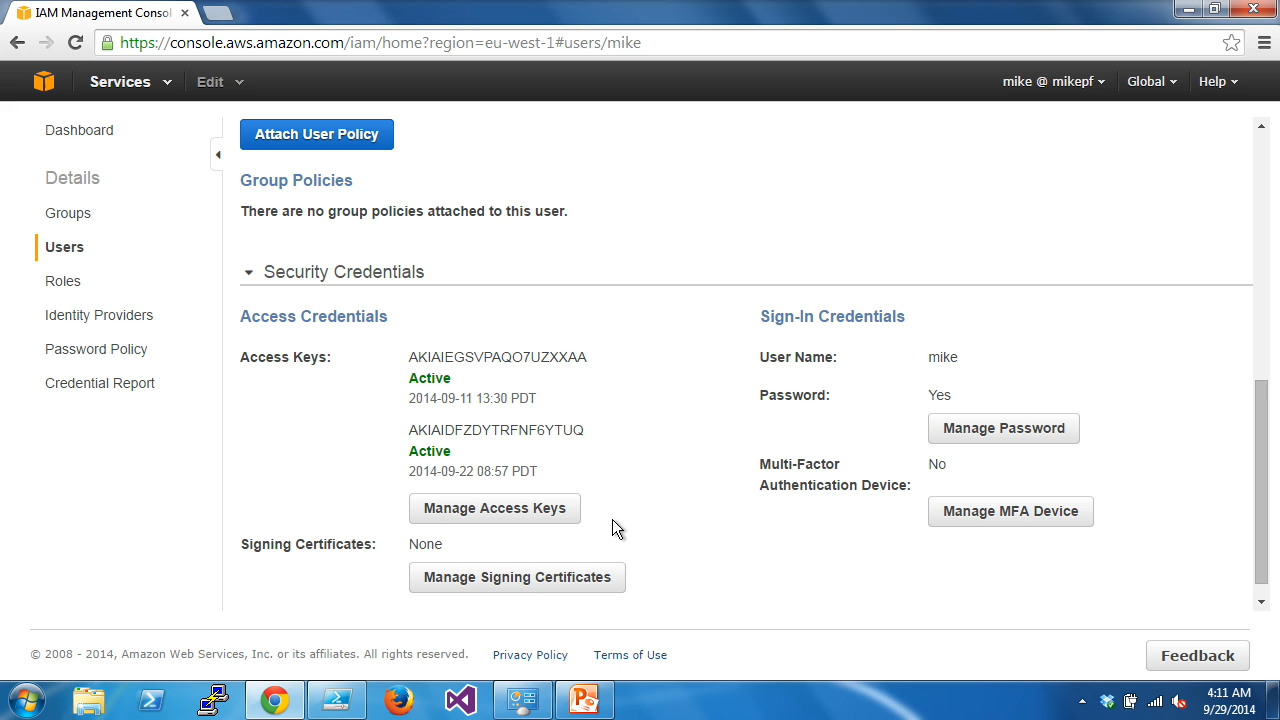 IAM Management Consol
https://console.aws.amazon.com/iam/home?region=eu-west-1#users/mike
Services Edit mike @ mikepf Global Help
Dashboard
Details
Groups
Users
Roles
Identity Providers
Password Policy
Credential Report
Attach User Policy
Group Policies
There are no group policies attached to this user.
Security Credentials
Access Credentials
Access Keys:
AKIAIEGSVPAQO7UZXXAA
Active
2014-09-11 13:30 PDT
AKIAIDFZDYTRFNF6YTUQ
Active
2014-09-22 08:57 PDT
Manage Access Keys
Signing Certificates: None
Manage Signing Certificates
Sign-In Credentials
User Name: mike
Password: Yes
Manage Password
Multi-Factor No
Authentication Device:
Manage MFA Device
© 2008 - 2014, Amazon Web Services, Inc. or its affiliates. All rights reserved. Privacy Policy Terms of Use
Feedback
4:11 AM
9/29/2014